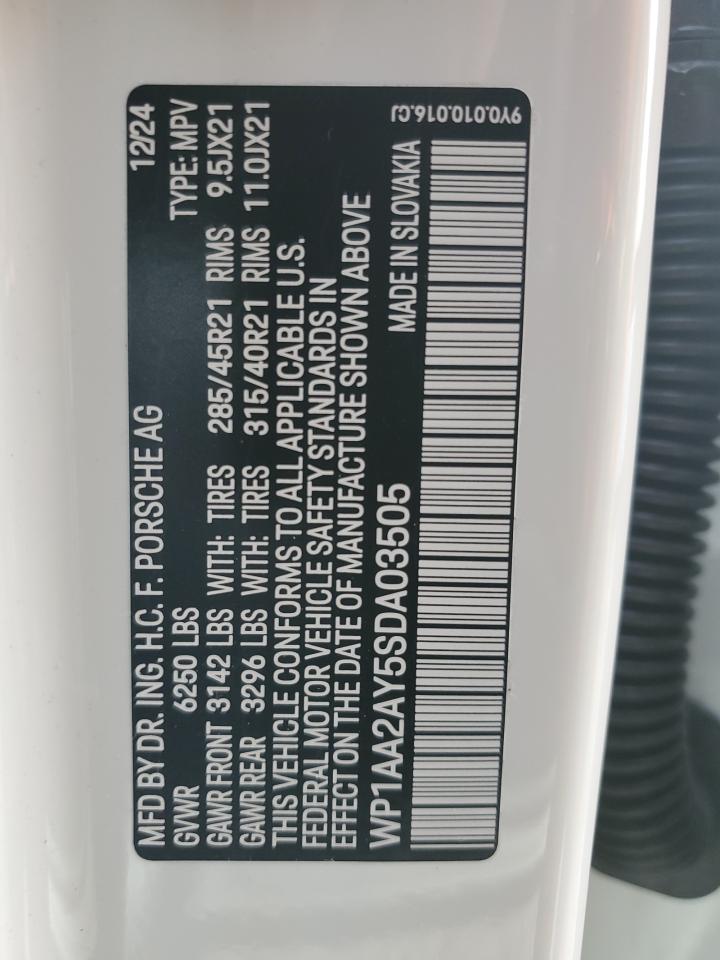 MFD BY DR. ING. H.C. F. PORSCHE AG 12/24
GVWR 6250 LBS TYPE: MPV
GAWR FRONT 3142 LBS WITH: TIRES 285/45R21 RIMS 9.5JX21
GAWR REAR 3296 LBS WITH: TIRES 315/40R21 RIMS 11.0JX21
THIS VEHICLE CONFORMS TO ALL APPLICABLE U.S.
FEDERAL MOTOR VEHICLE SAFETY STANDARDS IN
EFFECT ON THE DATE OF MANUFACTURE SHOWN ABOVE
WP1AA2AY5SDA03505 MADE IN SLOVAKIA
9Y0.010.016.CJ